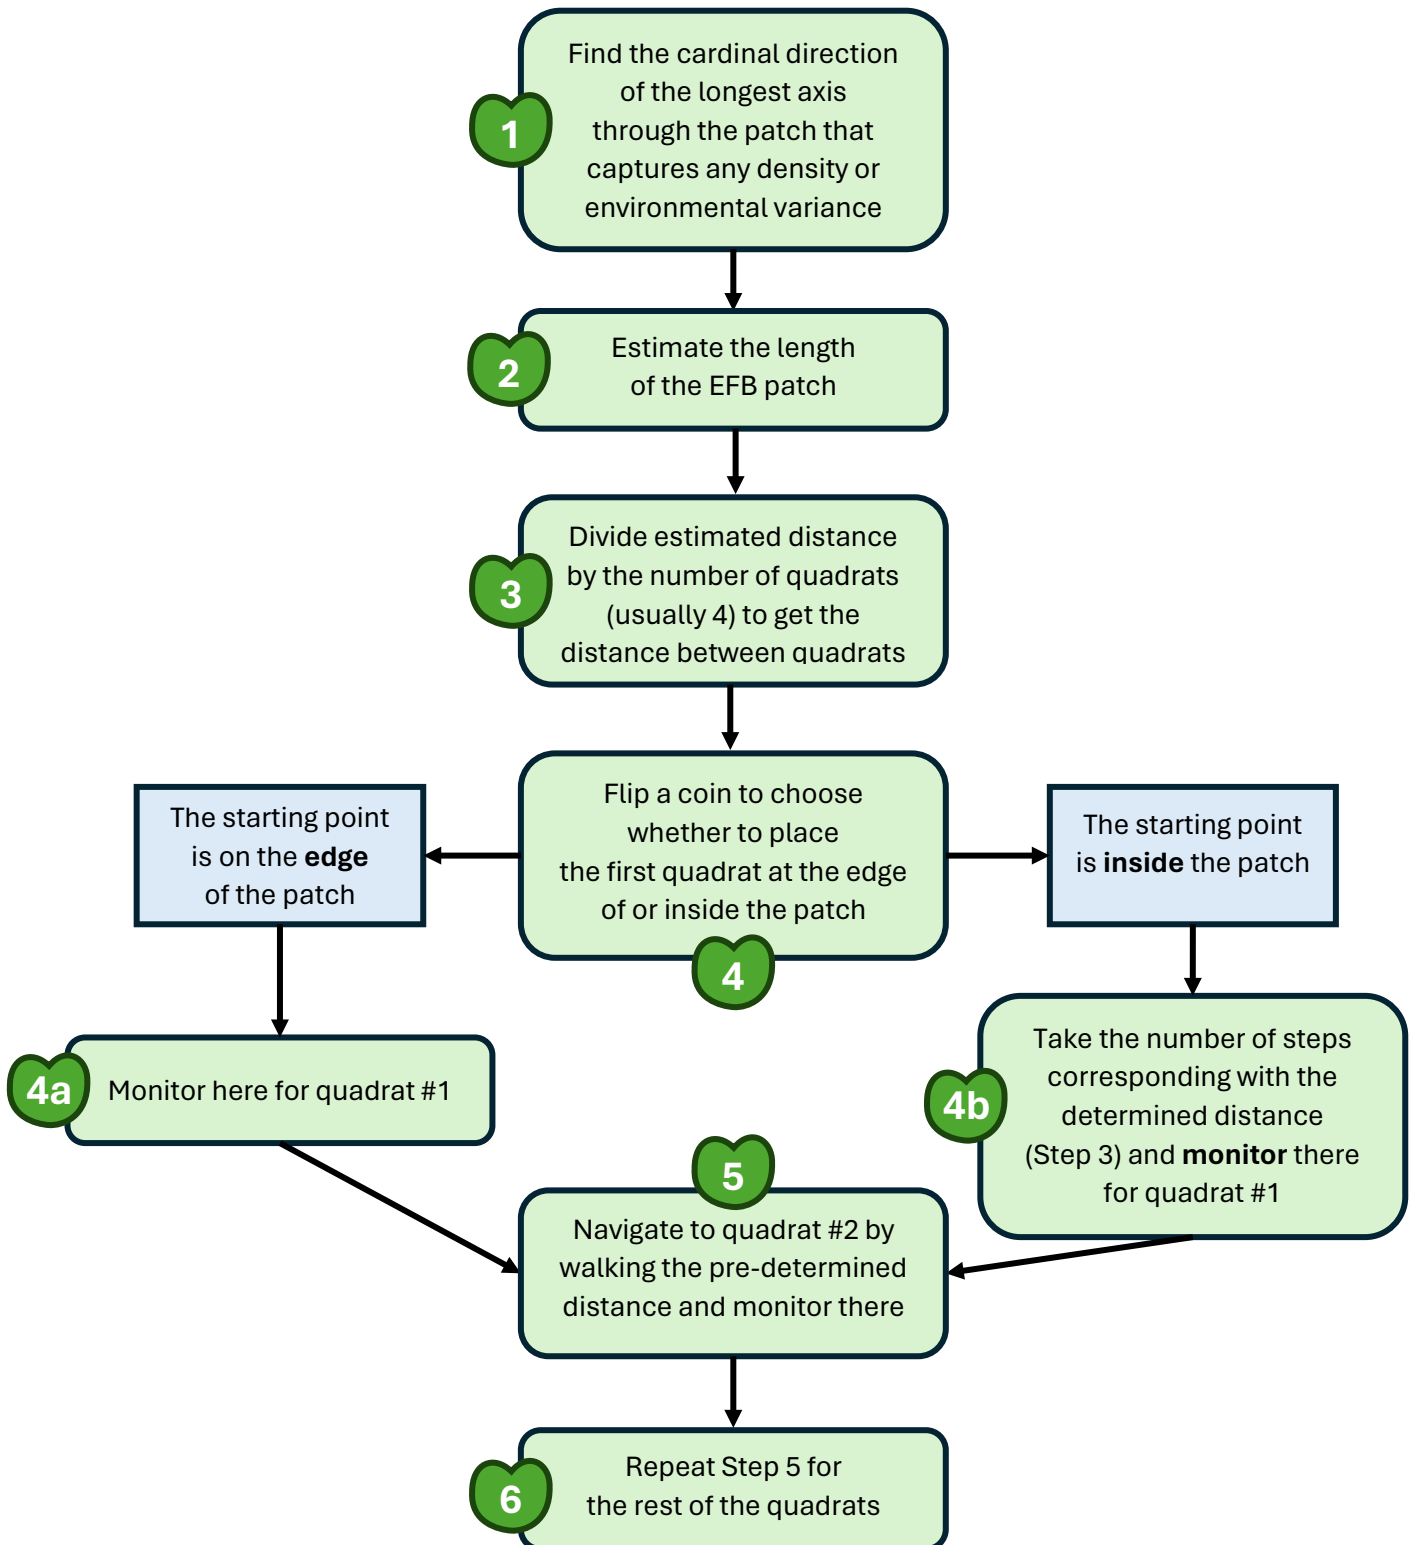 1
Find the cardinal direction
of the longest axis
through the patch that
captures any density or
environmental variance
2
Estimate the length
of the EFB patch
3
Divide estimated distance
by the number of quadrats
(usually 4) to get the
distance between quadrats
4
Flip a coin to choose
whether to place
the first quadrat at the edge
of or inside the patch
The starting point
is on the edge
of the patch
The starting point
is inside the patch
4a
Monitor here for quadrat #1
4b
Take the number of steps
corresponding with the
determined distance
(Step 3) and monitor there
for quadrat #1
5
Navigate to quadrat #2 by
walking the pre-determined
distance and monitor there
6
Repeat Step 5 for
the rest of the quadrats